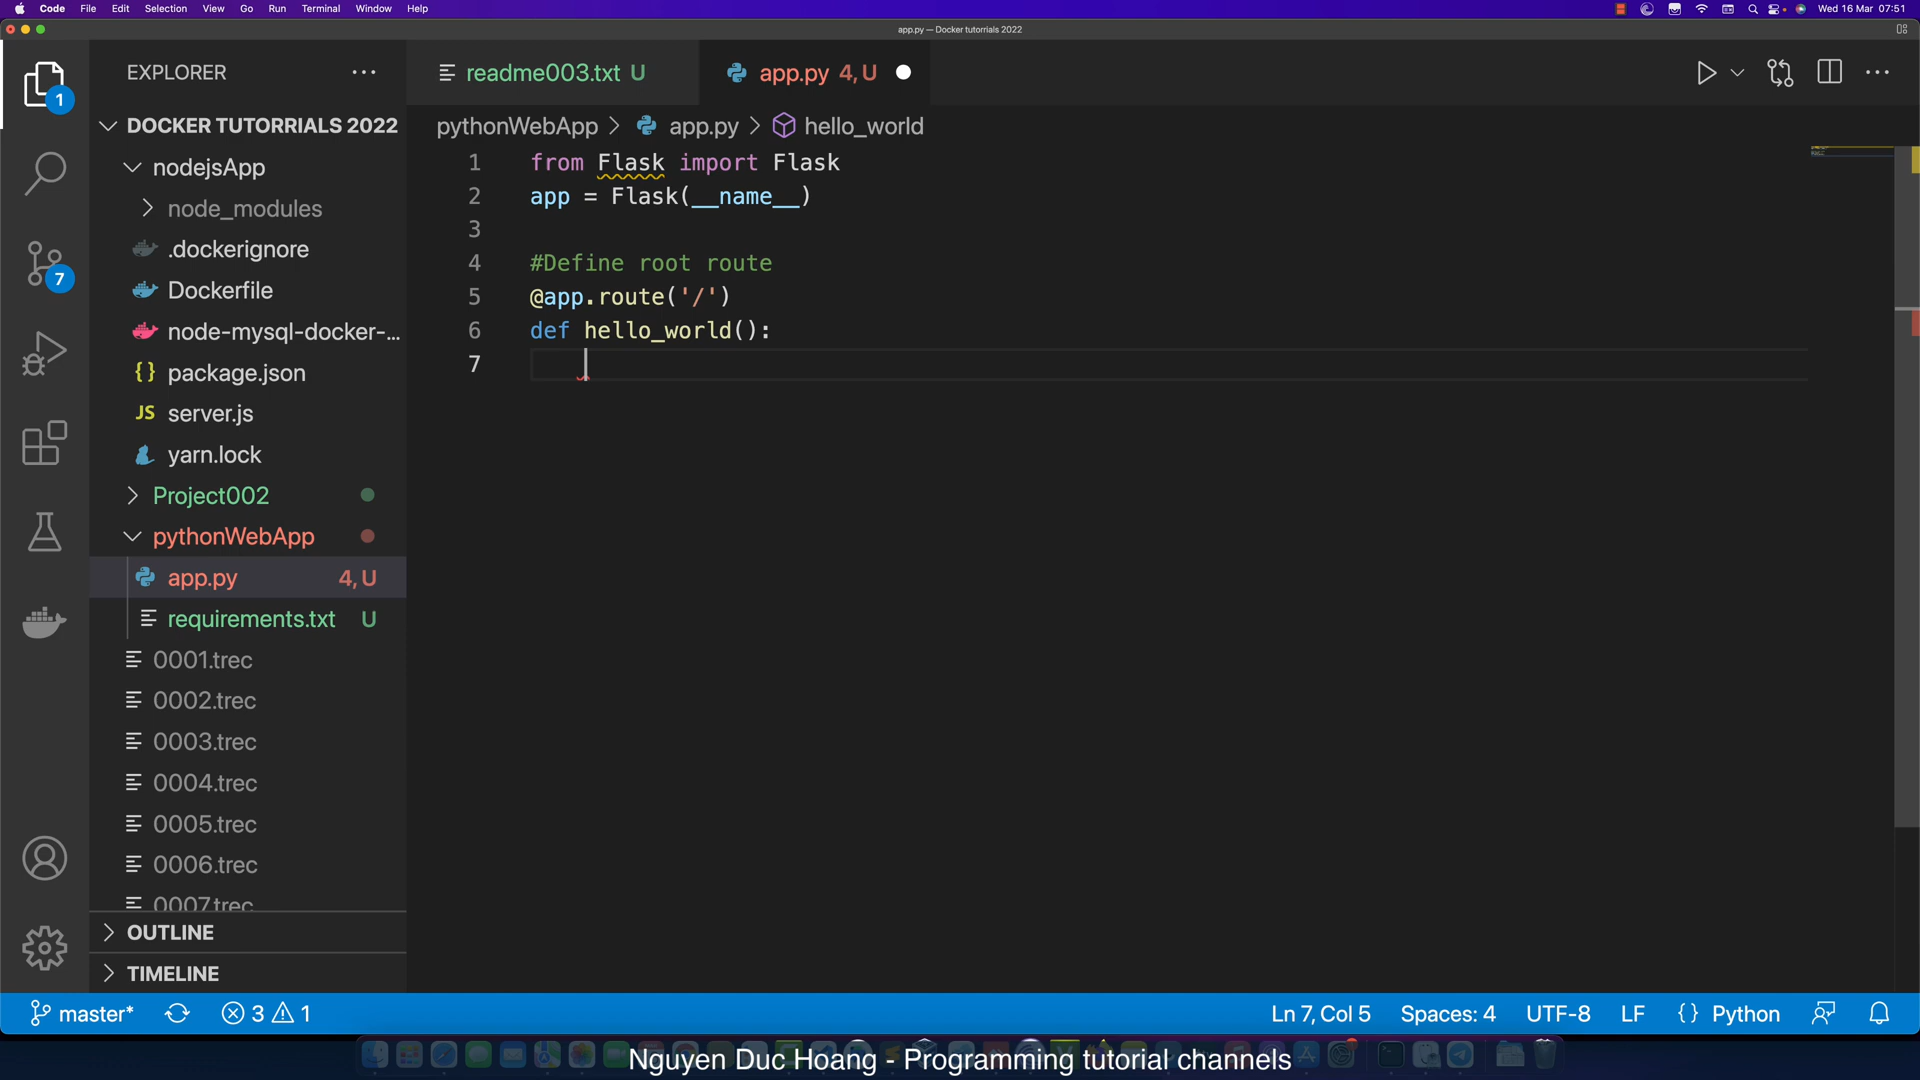 Code File Edit Selection View Go Run Terminal Window Help
Wed 16 Mar 07:51
app.py — Docker tutorrials 2022
EXPLORER
readme003.txt U
app.py 4, U
DOCKER TUTORRIALS 2022
pythonWebApp > app.py > hello_world
nodejsApp
node_modules
.dockerignore
Dockerfile
node-mysql-docker-...
{} package.json
JS server.js
yarn.lock
Project002
pythonWebApp
app.py 4, U
requirements.txt U
0001.trec
0002.trec
0003.trec
0004.trec
0005.trec
0006.trec
0007.trec
OUTLINE
TIMELINE
1
7
1 from Flask import Flask
2 app = Flask(__name__)
3
4 #Define root route
5 @app.route('/')
6 def hello_world():
7
master* 3 1
Ln 7, Col 5 Spaces: 4 UTF-8 LF {} Python
Nguyen Duc Hoang - Programming tutorial channels